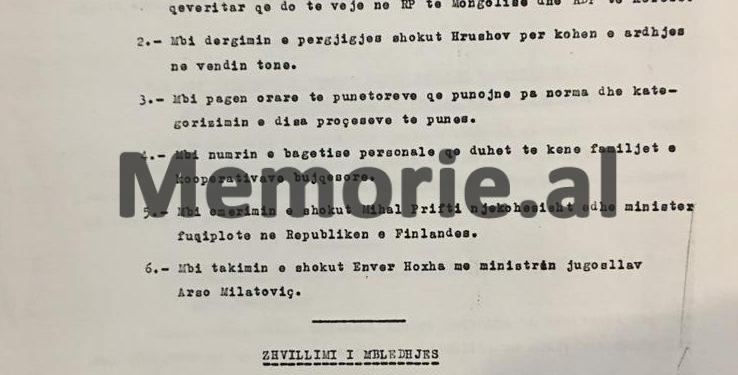 qeveritar qe do te veje ne RP te Mongolise dhe RDP te
2.- Mbi dergimin e pergjigjes shokut Hrushov per kohen e ardhjes
ne vendin tone.
3.- Mbi pagen orare te punetoreve qe punojne pa norma dhe kate-
gorizimin e disa proçeseve te punes.
4.- Mbi numrin e bagetise personale qe duhet te kene familjet e
kooperativave bujqesore.
Memorie.al
5.- Mbi emerimin e shokut Mihal Prifti njekohesisht edhe minister
fuqiplote ne Republiken e Finlandes.
6.- Mbi takimin e shokut Enver Hoxha me ministrin jugosllav
Arso Milatoviç.
ZHVILLIMI I MBLEDHJES